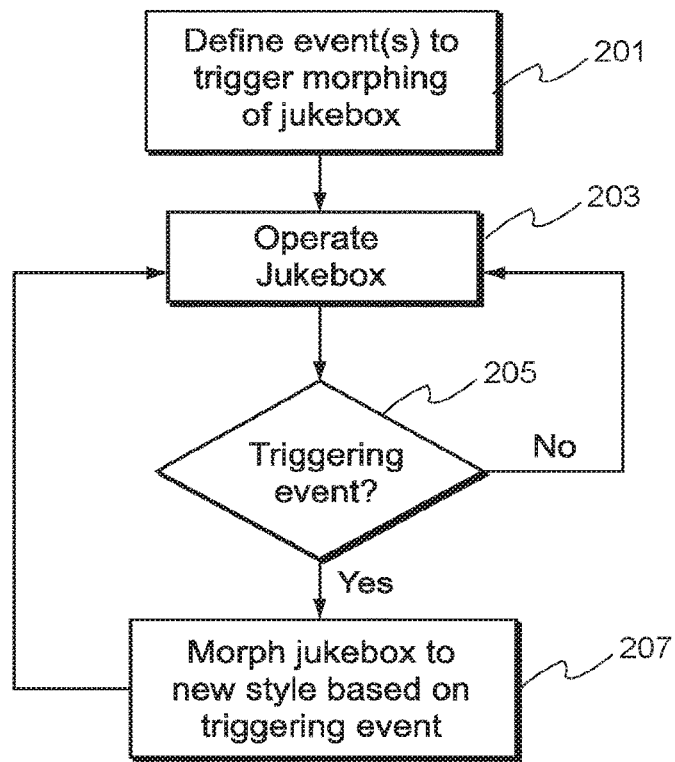 Define event(s) to
trigger morphing
of jukebox
201
Operate
Jukebox
203
Triggering
event?
205
No
Yes
Morph jukebox to
new style based on
triggering event
207